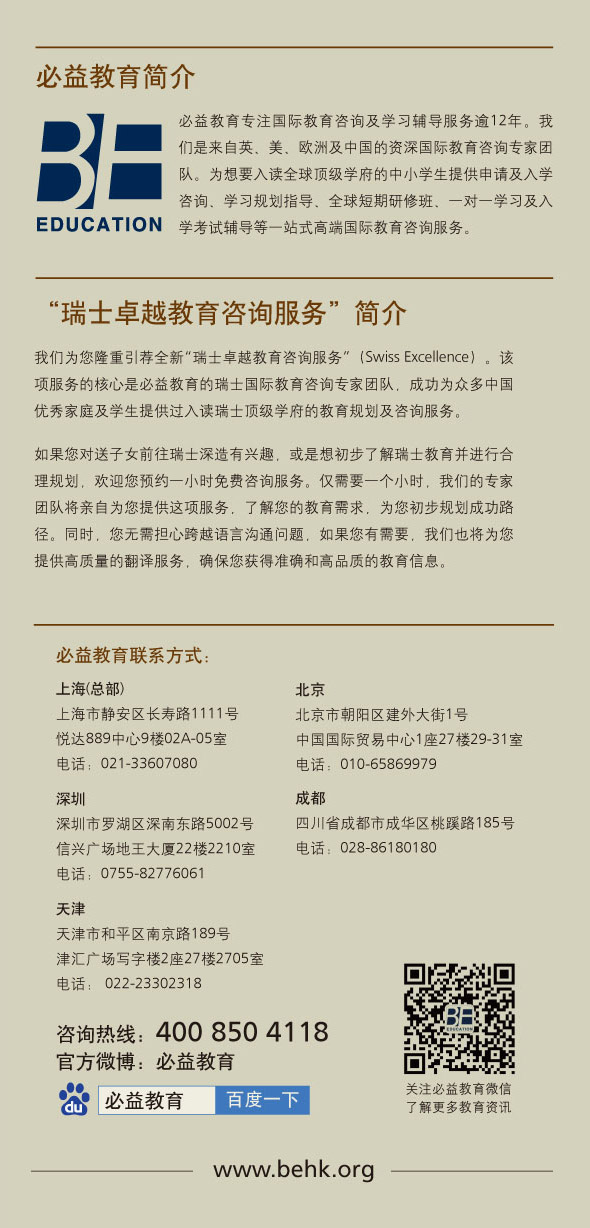 必益教育简介
BE
EDUCATION
必益教育专注国际教育咨询及学习辅导服务逾12年。我
们是来自英、美、欧洲及中国的资深国际教育咨询专家团
队。为想要入读全球顶级学府的中小学生提供申请及入学
咨询、学习规划指导、全球短期研修班、一对一学习及入
学考试辅导等一站式高端国际教育咨询服务。
“瑞士卓越教育咨询服务”简介
我们为您隆重引荐全新“瑞士卓越教育咨询服务”（Swiss Excellence）。该
项服务的核心是必益教育的瑞士国际教育咨询专家团队，成功为众多中国
优秀家庭及学生提供过入读瑞士顶级学府的教育规划及咨询服务。
如果您对送子女前往瑞士深造有兴趣，或是想初步了解瑞士教育并进行合
理规划，欢迎您预约一小时免费咨询服务。仅需要一个小时，我们的专家
团队将亲自为您提供这项服务，了解您的教育需求，为您初步规划成功路
径。同时，您无需担心跨越语言沟通问题，如果您有需要，我们也将为您
提供高质量的翻译服务，确保您获得准确和高品质的教育信息。
必益教育联系方式：
上海(总部)
上海市静安区长寿路1111号
悦达889中心9楼02A-05室
电话：021-33607080
北京
北京市朝阳区建外大街1号
中国国际贸易中心1座27楼29-31室
电话：010-65869979
深圳
深圳市罗湖区深南东路5002号
信兴广场地王大厦22楼2210室
电话：0755-82776061
成都
四川省成都市成华区桃蹊路185号
电话：028-86180180
天津
天津市和平区南京路189号
津汇广场写字楼2座27楼2705室
电话： 022-23302318
咨询热线：400 850 4118
官方微博：必益教育
du 必益教育 百度一下
BE
EDUCATION
关注必益教育微信
了解更多教育资讯
www.behk.org